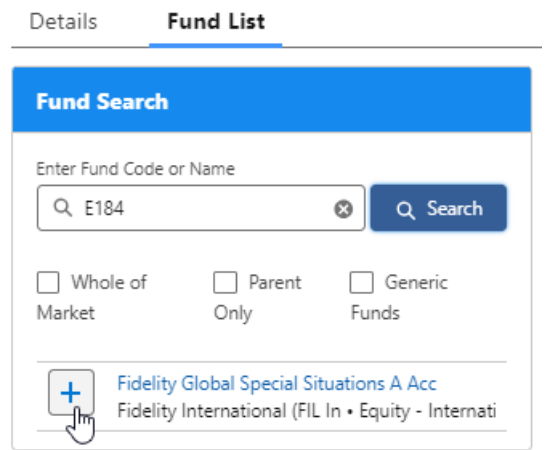 Details Fund List
Fund Search
Enter Fund Code or Name
E184 Search
Whole of Market
Parent Only
Generic Funds
Fidelity Global Special Situations A Acc
Fidelity International (FIL In • Equity - Internati